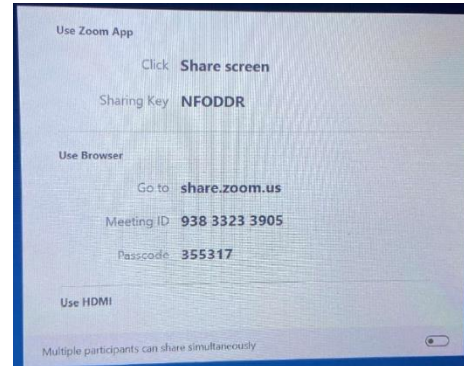 Use Zoom App
Click Share screen
Sharing Key NFODDR
Use Browser
Go to share.zoom.us
Meeting ID 938 3323 3905
Passcode 355317
Use HDMI
Multiple participants can share simultaneously